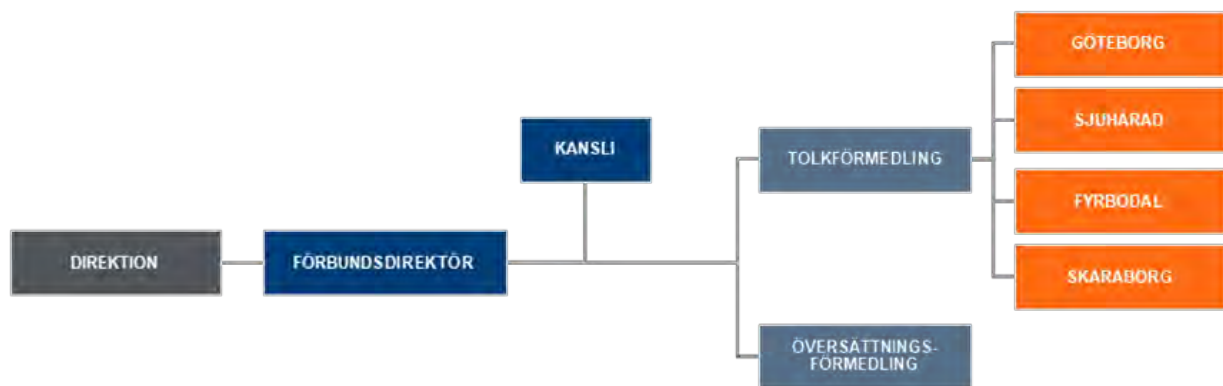 GÖTEBORG
KANSLI
SJUHÄRAD
TOLKFÖRMEDLING
FYRBODAL
DIREKTION
FÖRBUNDSDIREKTÖR
SKARABORG
ÖVERSÄTTNINGS-
FÖRMEDLING